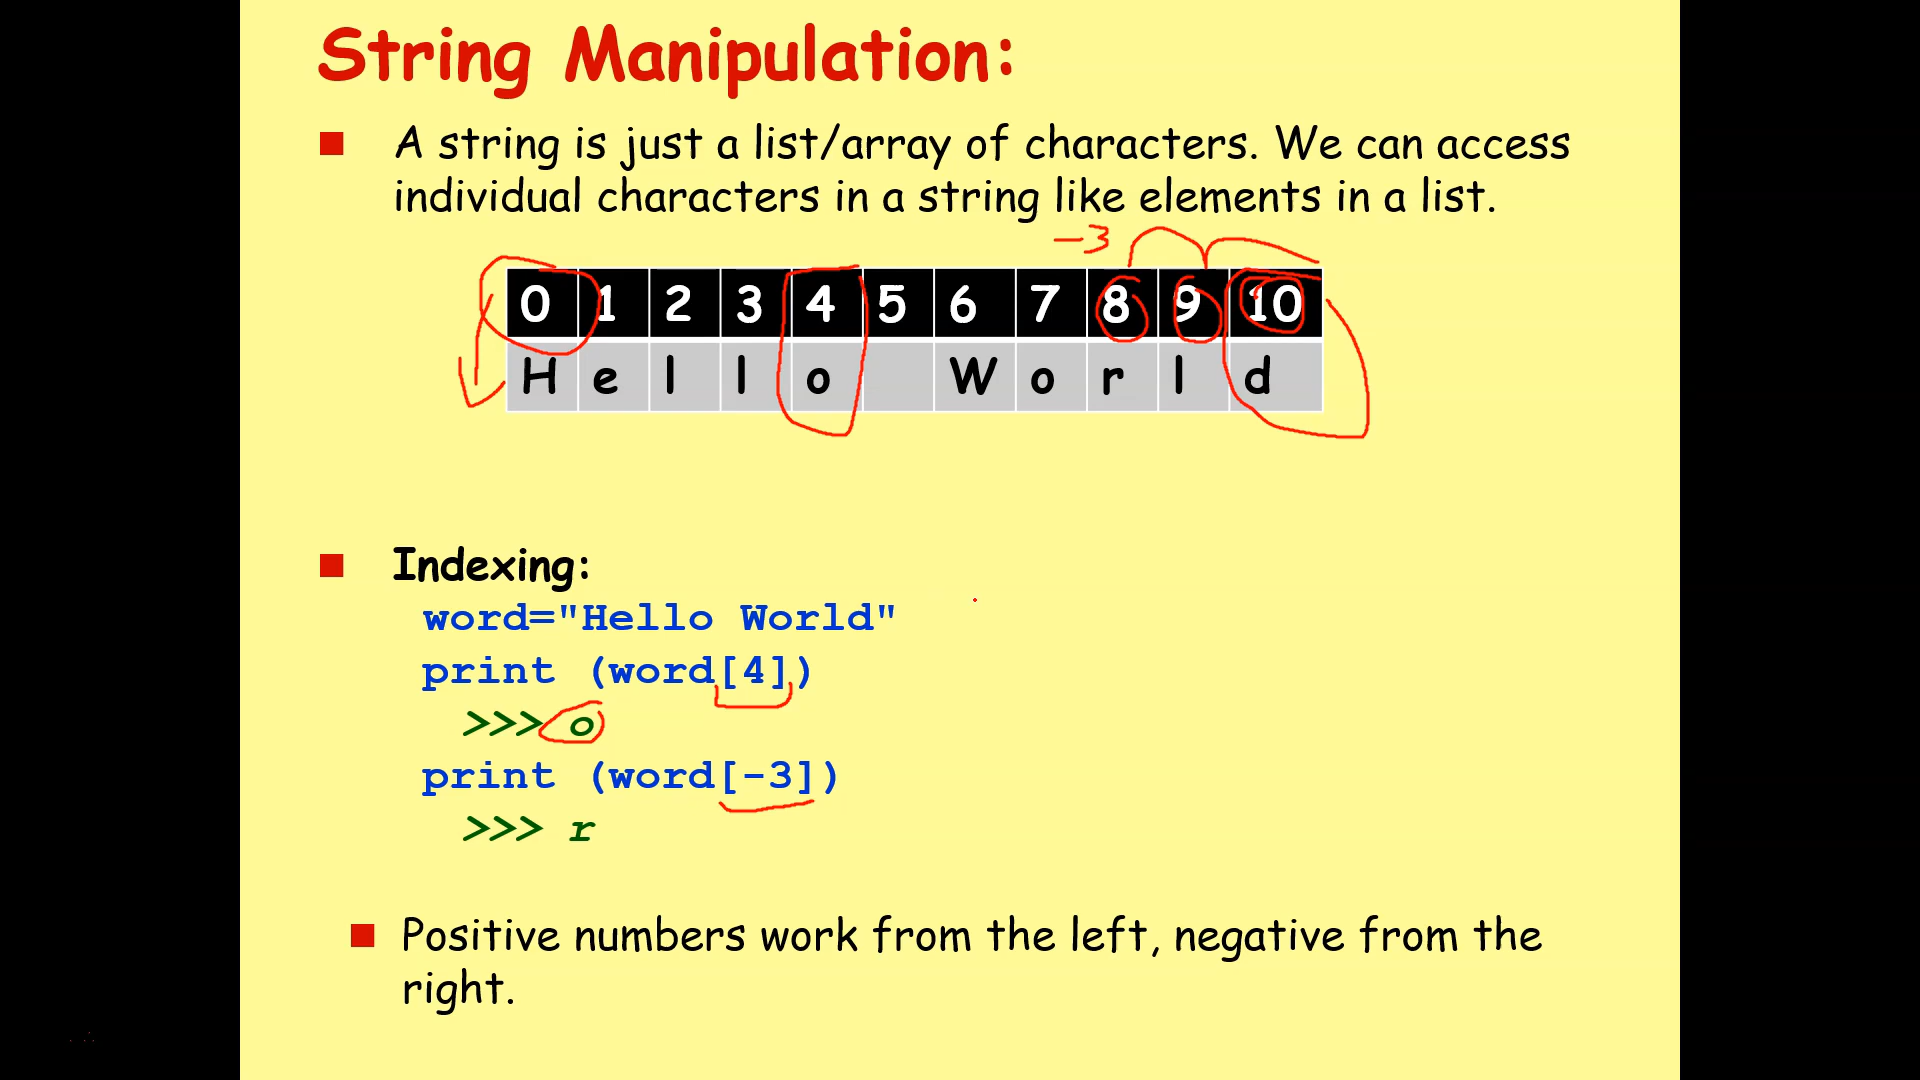 String Manipulation:
A string is just a list/array of characters. We can access
individual characters in a string like elements in a list.
-3
0 1 2 3 4 5 6 7 8 9 10
H e l l o W o r l d
Indexing:
word="Hello World"
print (word[4])
>>> o
print (word[-3])
>>> r
Positive numbers work from the left, negative from the
right.